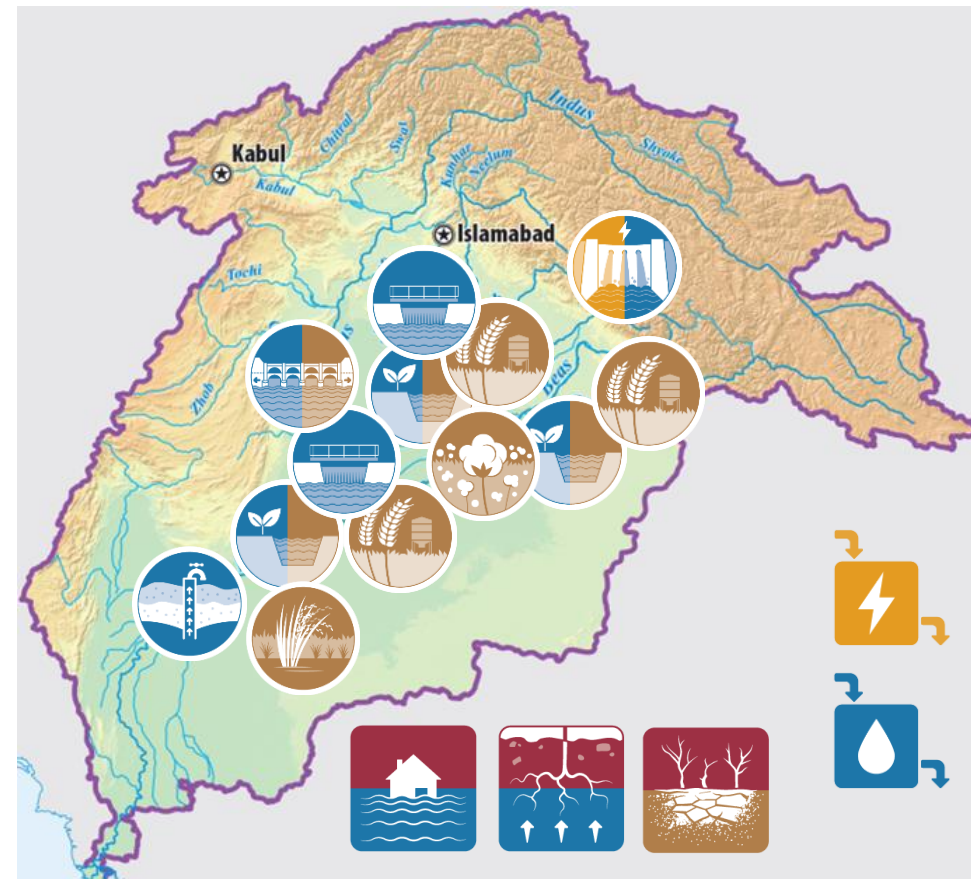 Indus
Chitral
Swat
Shyoke
Kabul
Kunhar
Neelum
Kabul
Islamabad
Tochi
Beas
Zhob